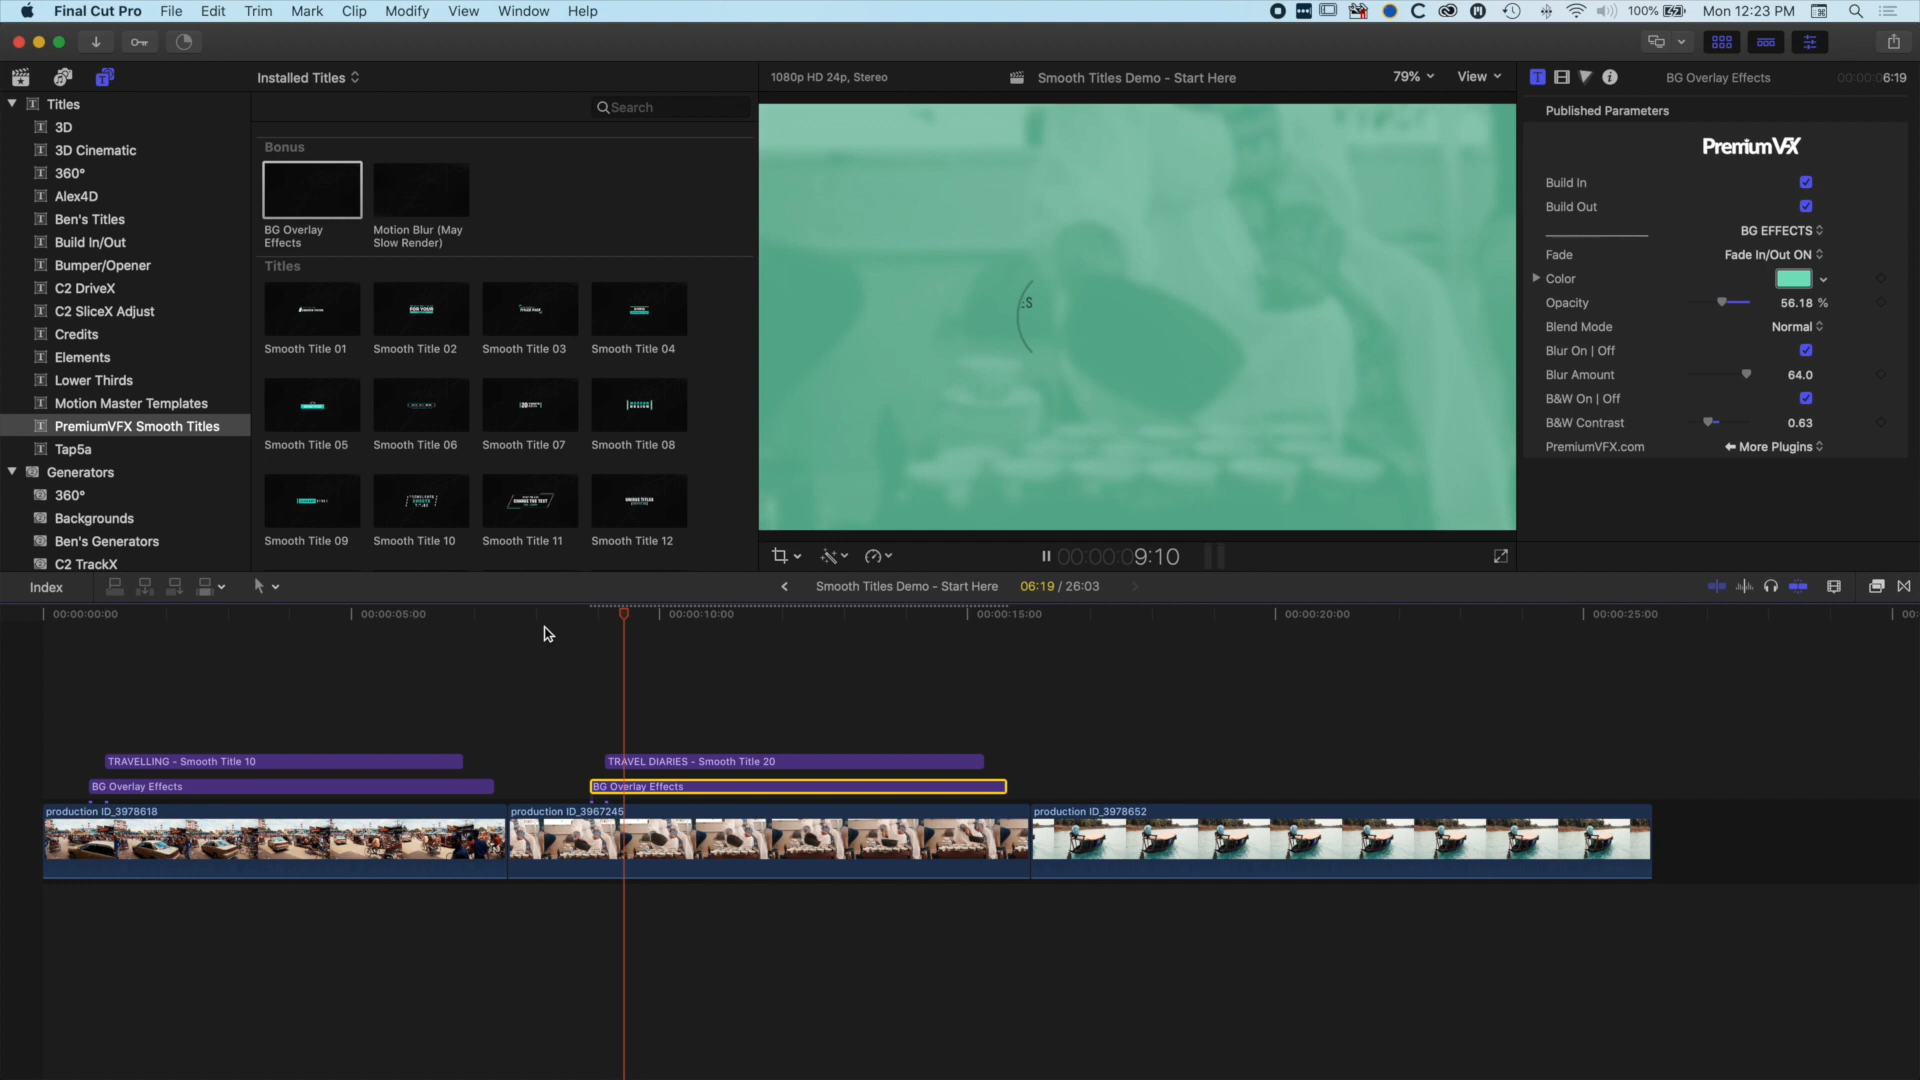 Final Cut Pro File Edit Trim Mark Clip Modify View Window Help 100% Mon 12:23 PM
Installed Titles 1080p HD 24p, Stereo Smooth Titles Demo - Start Here 79% View BG Overlay Effects 00:00:06:19
Titles
3D
3D Cinematic
360°
Alex4D
Ben's Titles
Build In/Out
Bumper/Opener
C2 DriveX
C2 SliceX Adjust
Credits
Elements
Lower Thirds
Motion Master Templates
PremiumVFX Smooth Titles
Tap5a
Generators
360°
Backgrounds
Ben's Generators
C2 TrackX
Search
Bonus
BG Overlay Effects
Motion Blur (May Slow Render)
Titles
Smooth Title 01 Smooth Title 02 Smooth Title 03 Smooth Title 04
Smooth Title 05 Smooth Title 06 Smooth Title 07 Smooth Title 08
Smooth Title 09 Smooth Title 10 Smooth Title 11 Smooth Title 12
Published Parameters
PremiumVFX
Build In
Build Out
BG EFFECTS
Fade Fade In/Out ON
Color
Opacity 56.18 %
Blend Mode Normal
Blur On | Off
Blur Amount 64.0
B&W On | Off
B&W Contrast 0.63
PremiumVFX.com More Plugins
00:00:09:10
Index Smooth Titles Demo - Start Here 06:19 / 26:03
00:00:00:00 00:00:05:00 00:00:10:00 00:00:15:00 00:00:20:00 00:00:25:00 00:
TRAVELLING - Smooth Title 10 TRAVEL DIARIES - Smooth Title 20
BG Overlay Effects BG Overlay Effects
production ID_3978618 production ID_3967245 production ID_3978652